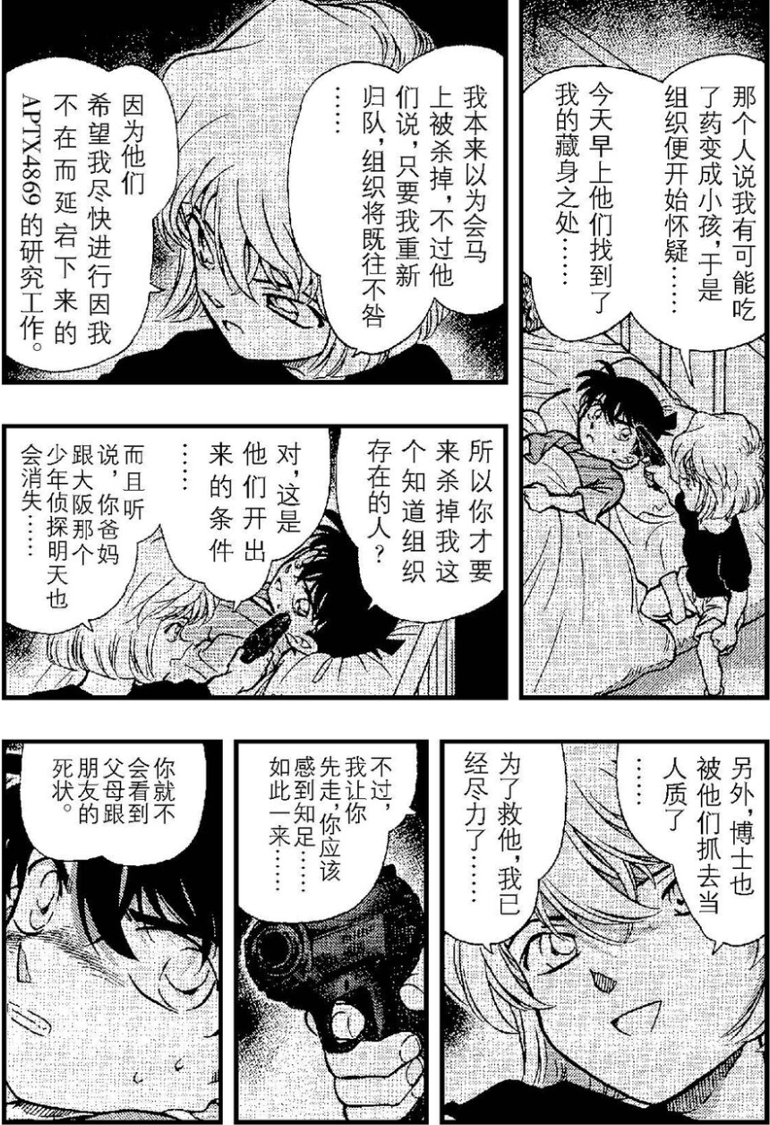 那个人说我有可能吃
了药变成小孩，于是
组织便开始怀疑……
今天早上他们找到了
我的藏身之处……
我本来以为会马
上被杀掉，不过他
们说，只要我重新
归队，组织将既往不咎
……
因为他们
希望我尽快进行因我
不在而延宕下来的
APTX4869的研究工作。
所以你才要
来杀掉我这
个知道组织
存在的人？
对，这是
他们开出
来的条件
……
而且听
说，你爸妈
跟大阪那个
少年侦探明天也
会消失……
另外，博士也
被他们抓去当
人质了
……
为了救他，我已
经尽力了……
不过，
我让你
先走，你应该
感到知足……
如此一来……
你就不
会看到
父母跟
朋友的
死状。